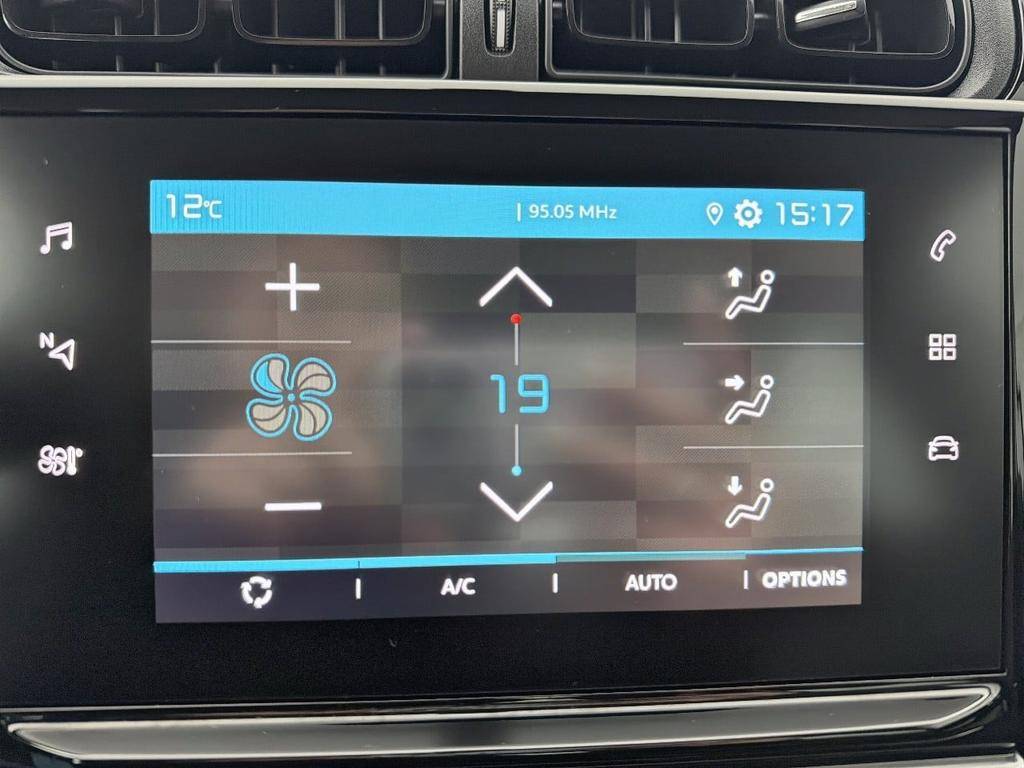 12°C | 95.05 MHz 15:17
N
19
A/C | AUTO | OPTIONS